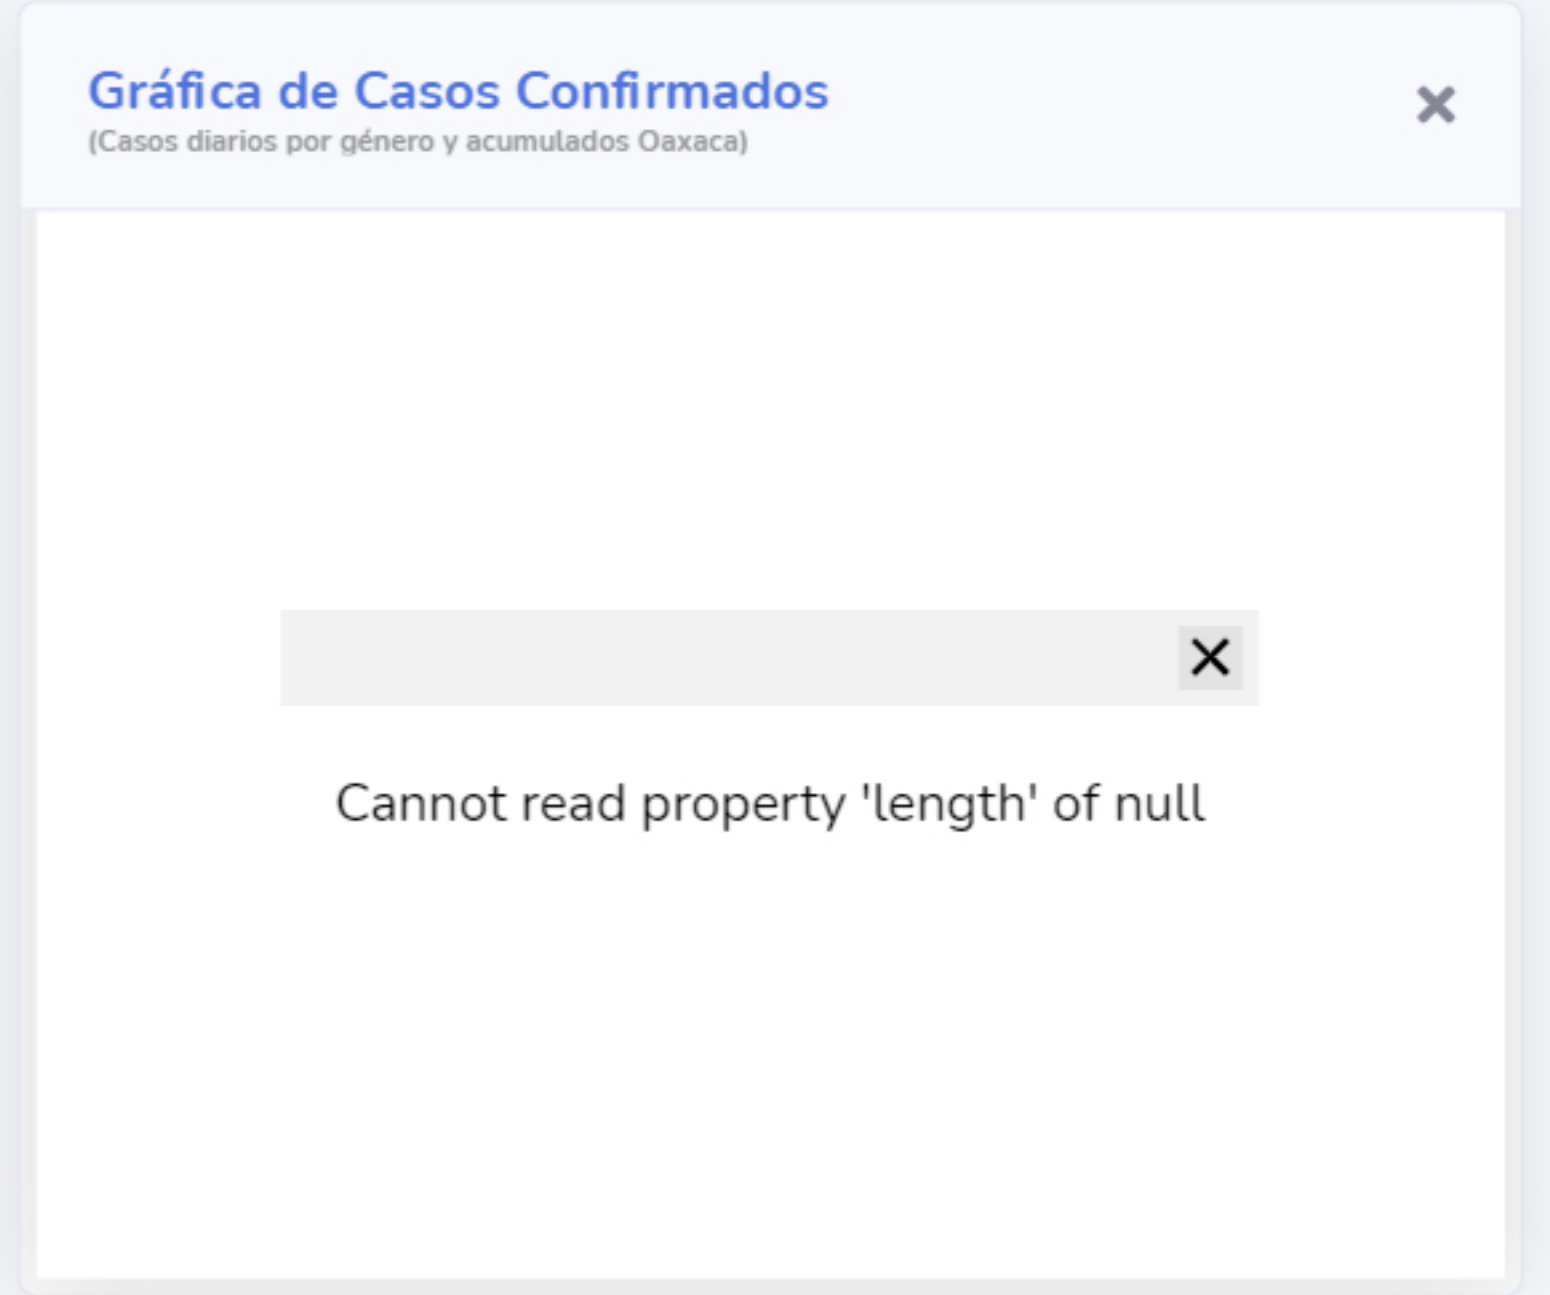 Gráfica de Casos Confirmados
(Casos diarios por género y acumulados Oaxaca)
Cannot read property 'length' of null